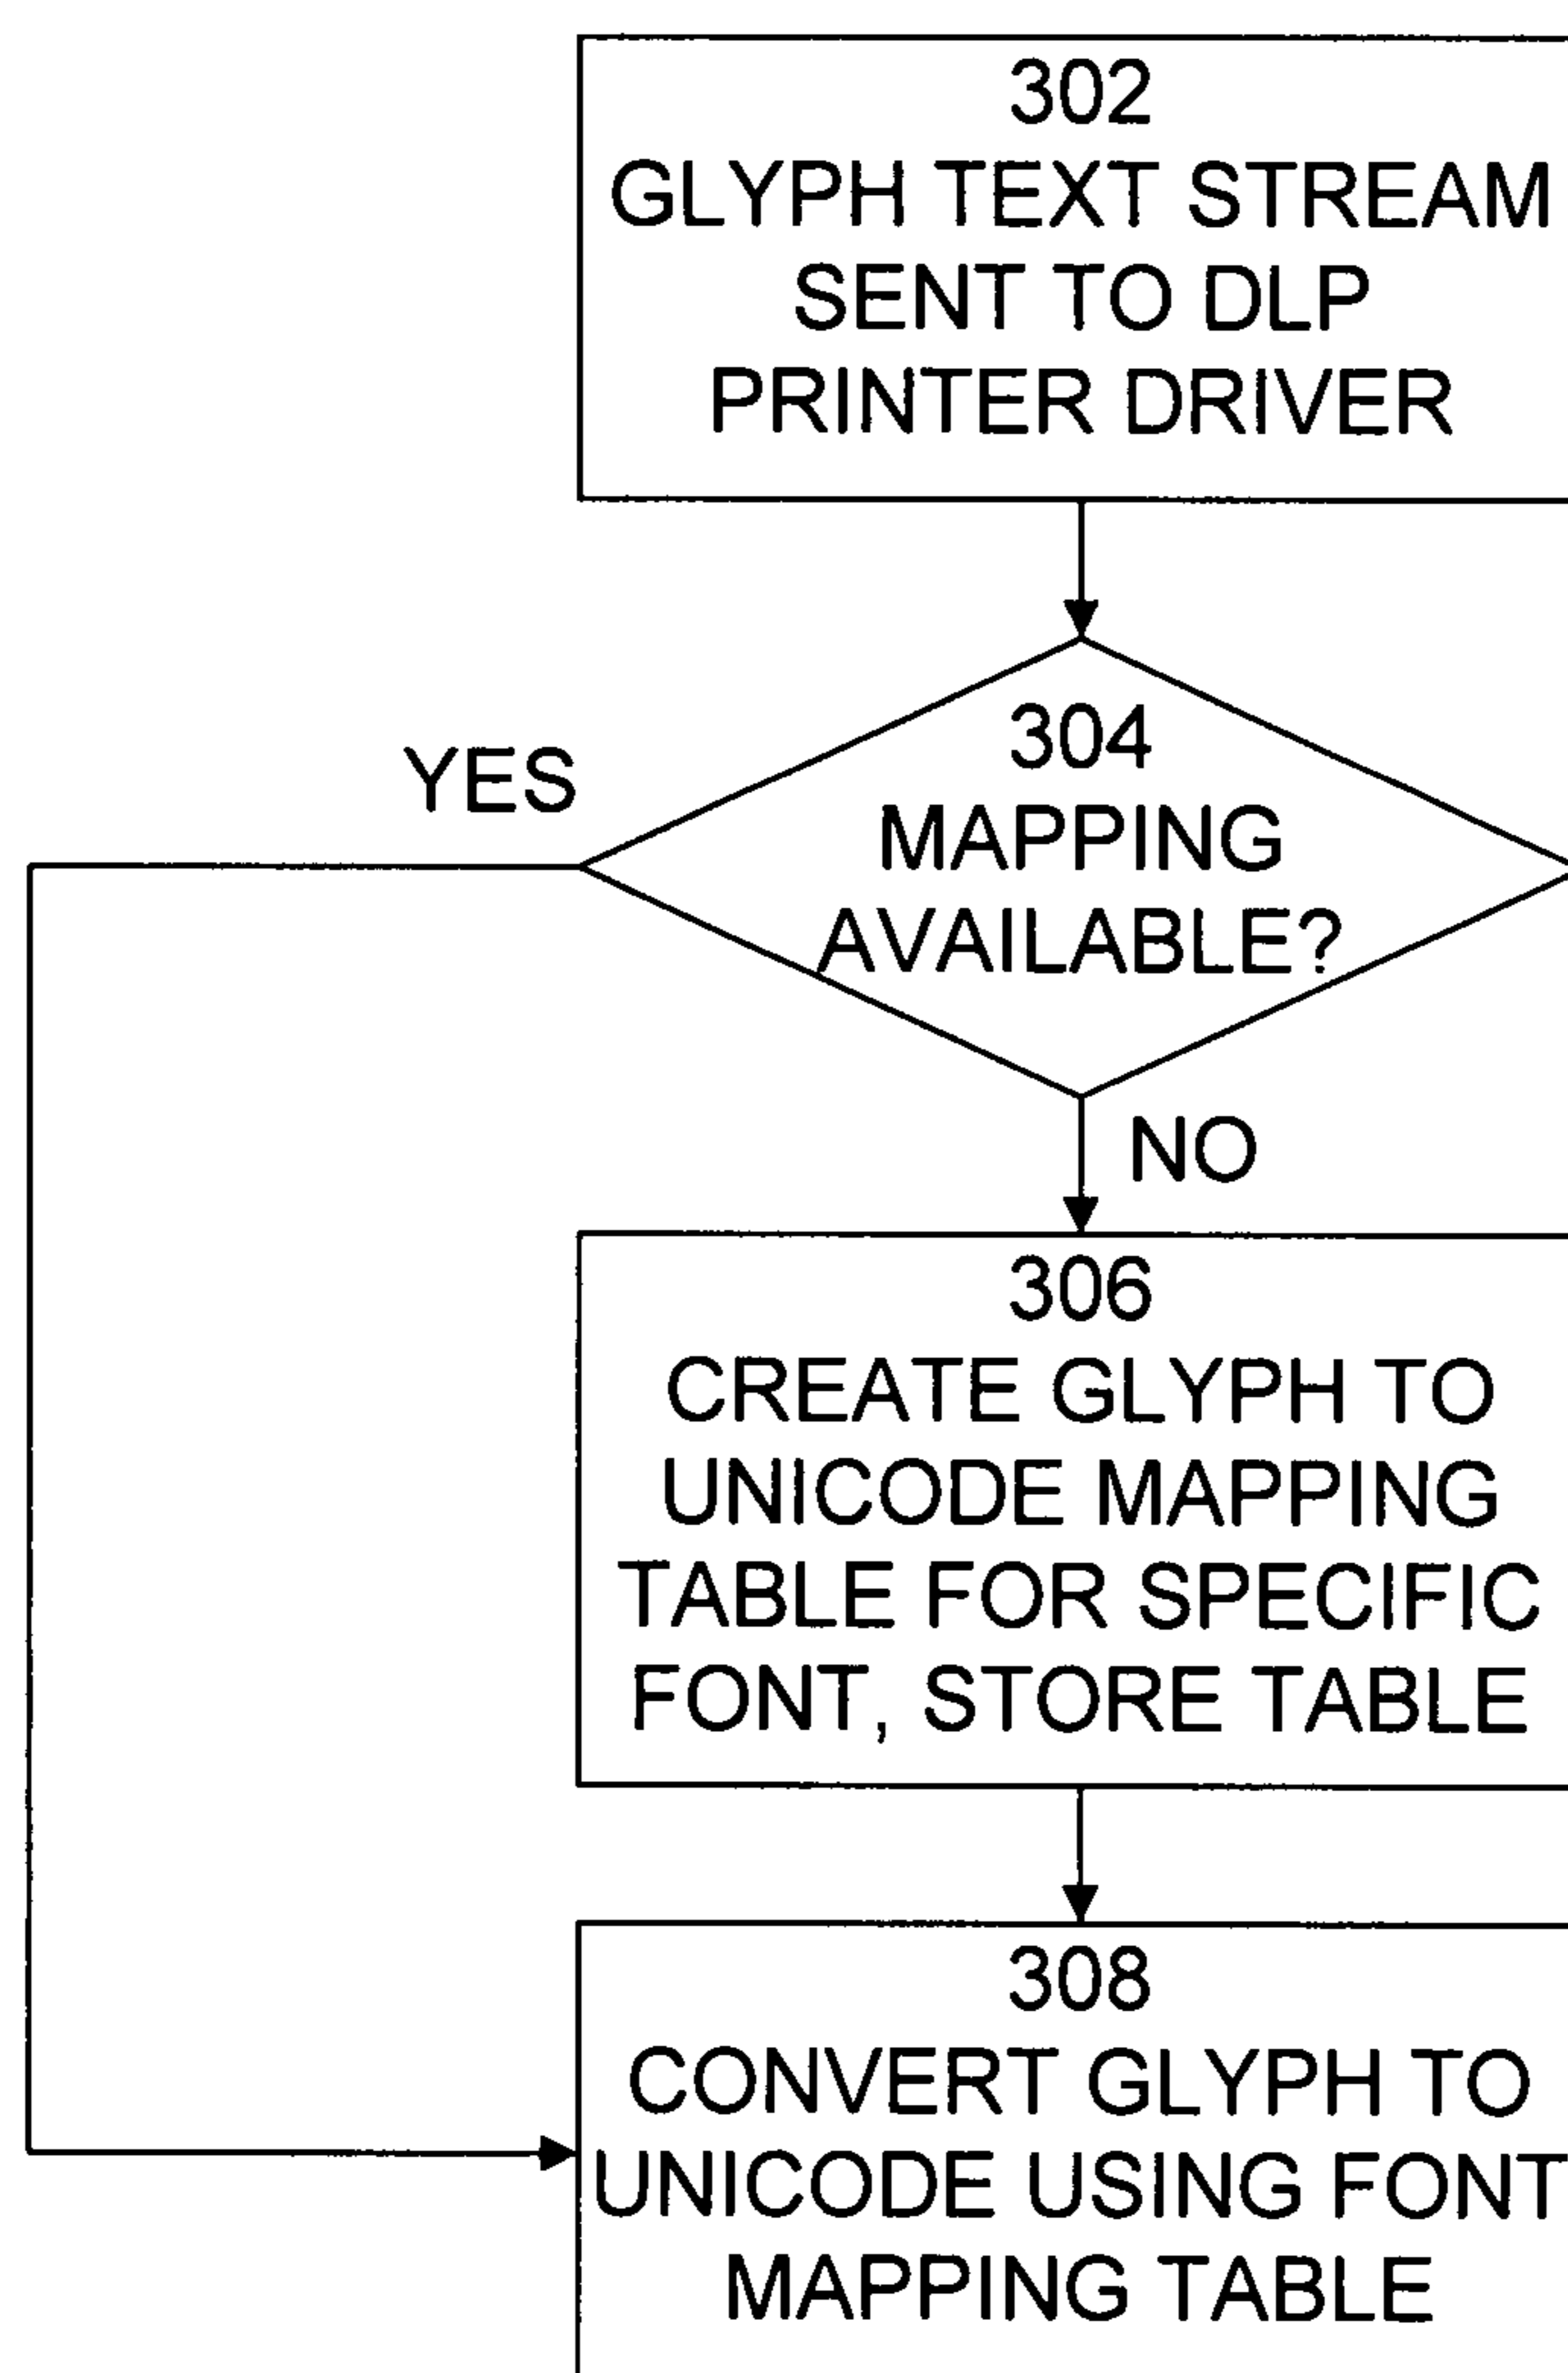 302
GLYPH TEXT STREAM
SENT TO DLP
PRINTER DRIVER
304
MAPPING
AVAILABLE?
YES
NO
306
CREATE GLYPH TO
UNICODE MAPPING
TABLE FOR SPECIFIC
FONT, STORE TABLE
308
CONVERT GLYPH TO
UNICODE USING FONT
MAPPING TABLE